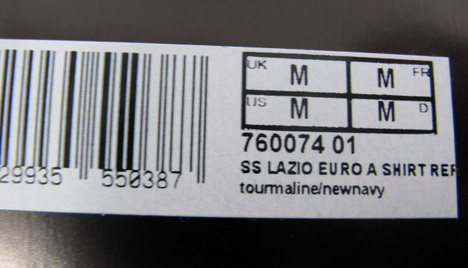 UK M M FR
US M M D
760074 01
SS LAZIO EURO A SHIRT REF
tourmaline/newnavy
29935 550387